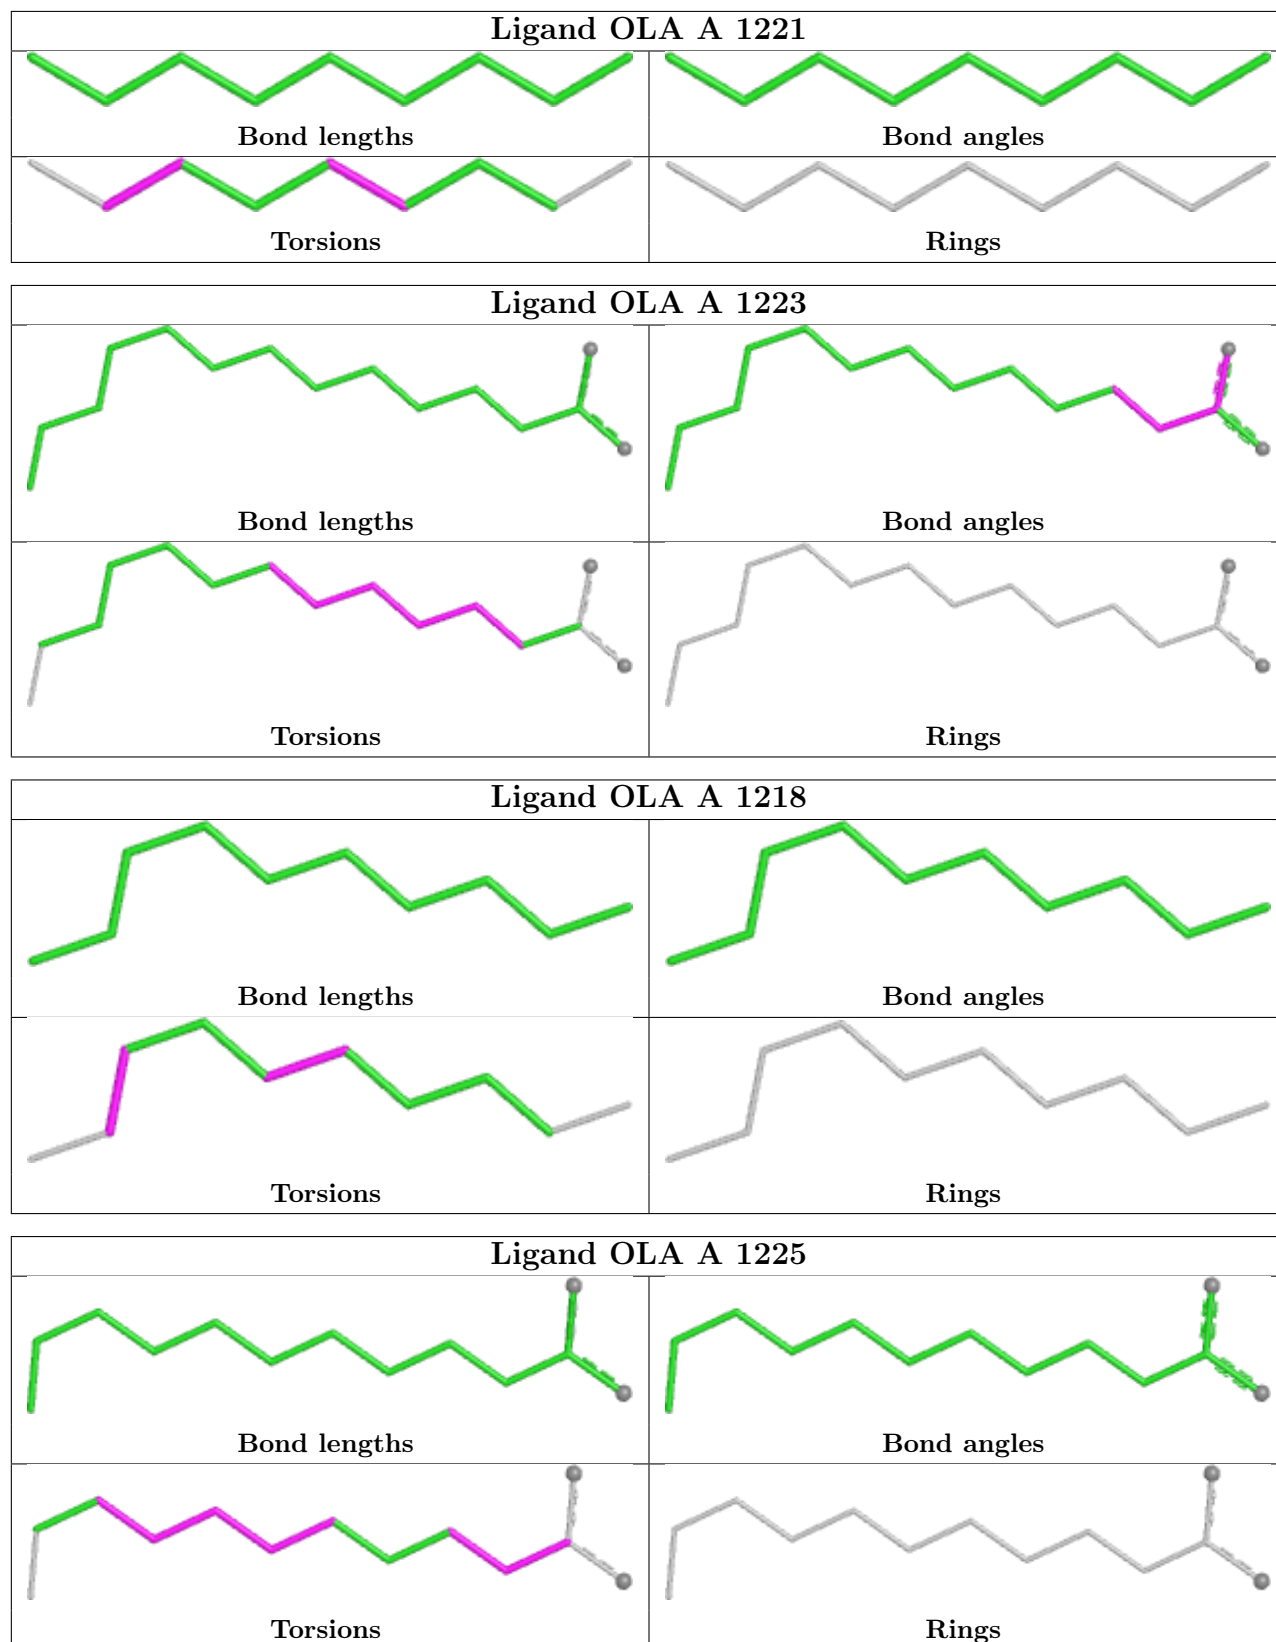 Ligand OLA A 1221
Bond lengths
Bond angles
Torsions
Rings
Ligand OLA A 1223
Bond lengths
Bond angles
Torsions
Rings
Ligand OLA A 1218
Bond lengths
Bond angles
Torsions
Rings
Ligand OLA A 1225
Bond lengths
Bond angles
Torsions
Rings